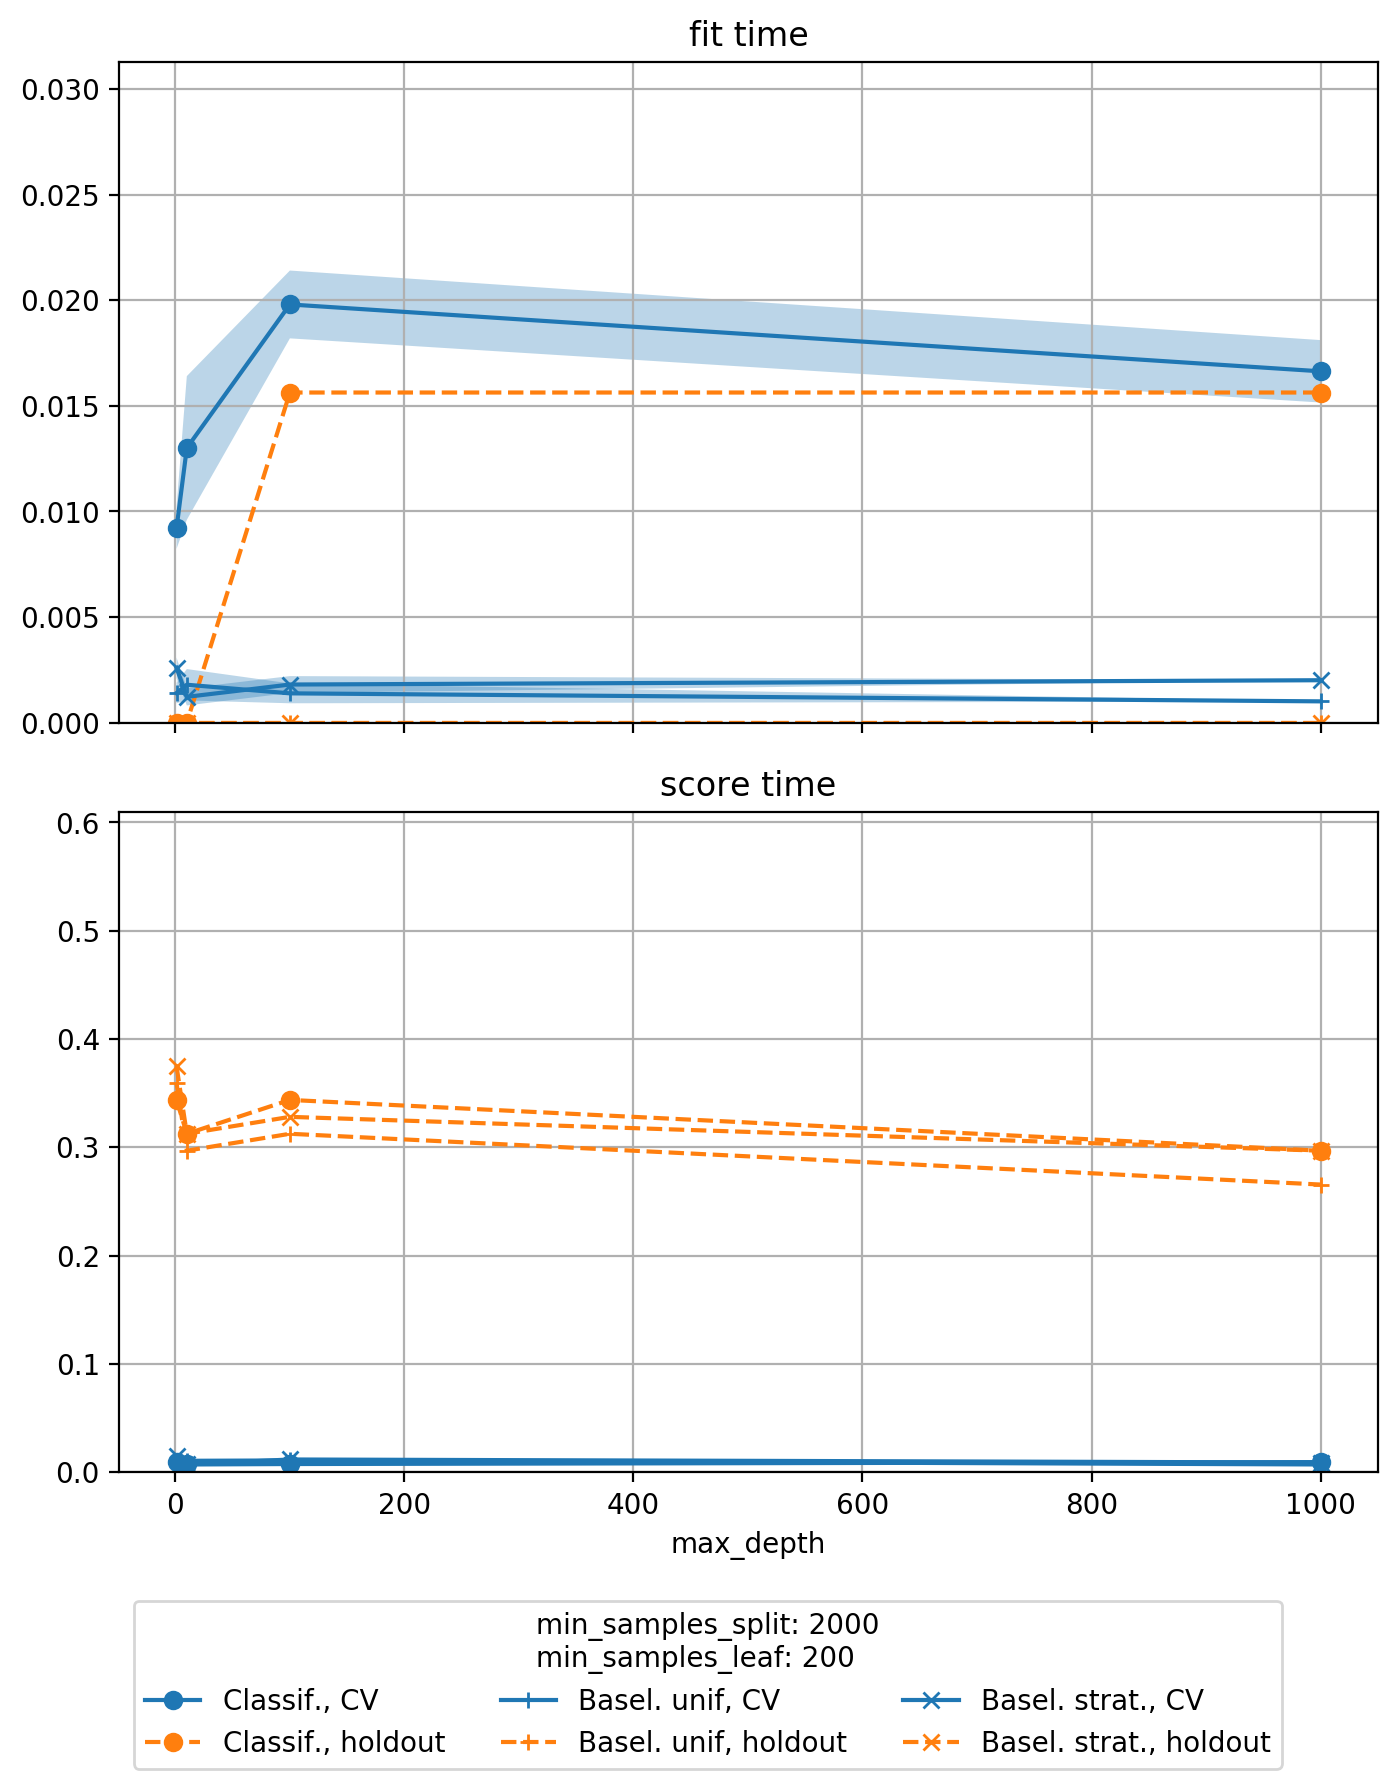 fit time
0.030
0.025
0.020
0.015
0.010
0.005
0.000
score time
0.6
0.5
0.4
0.3
0.2
0.1
0.0
0 200 400 600 800 1000
max_depth
min_samples_split: 2000
min_samples_leaf: 200
Classif., CV Basel. unif, CV Basel. strat., CV
Classif., holdout Basel. unif, holdout Basel. strat., holdout